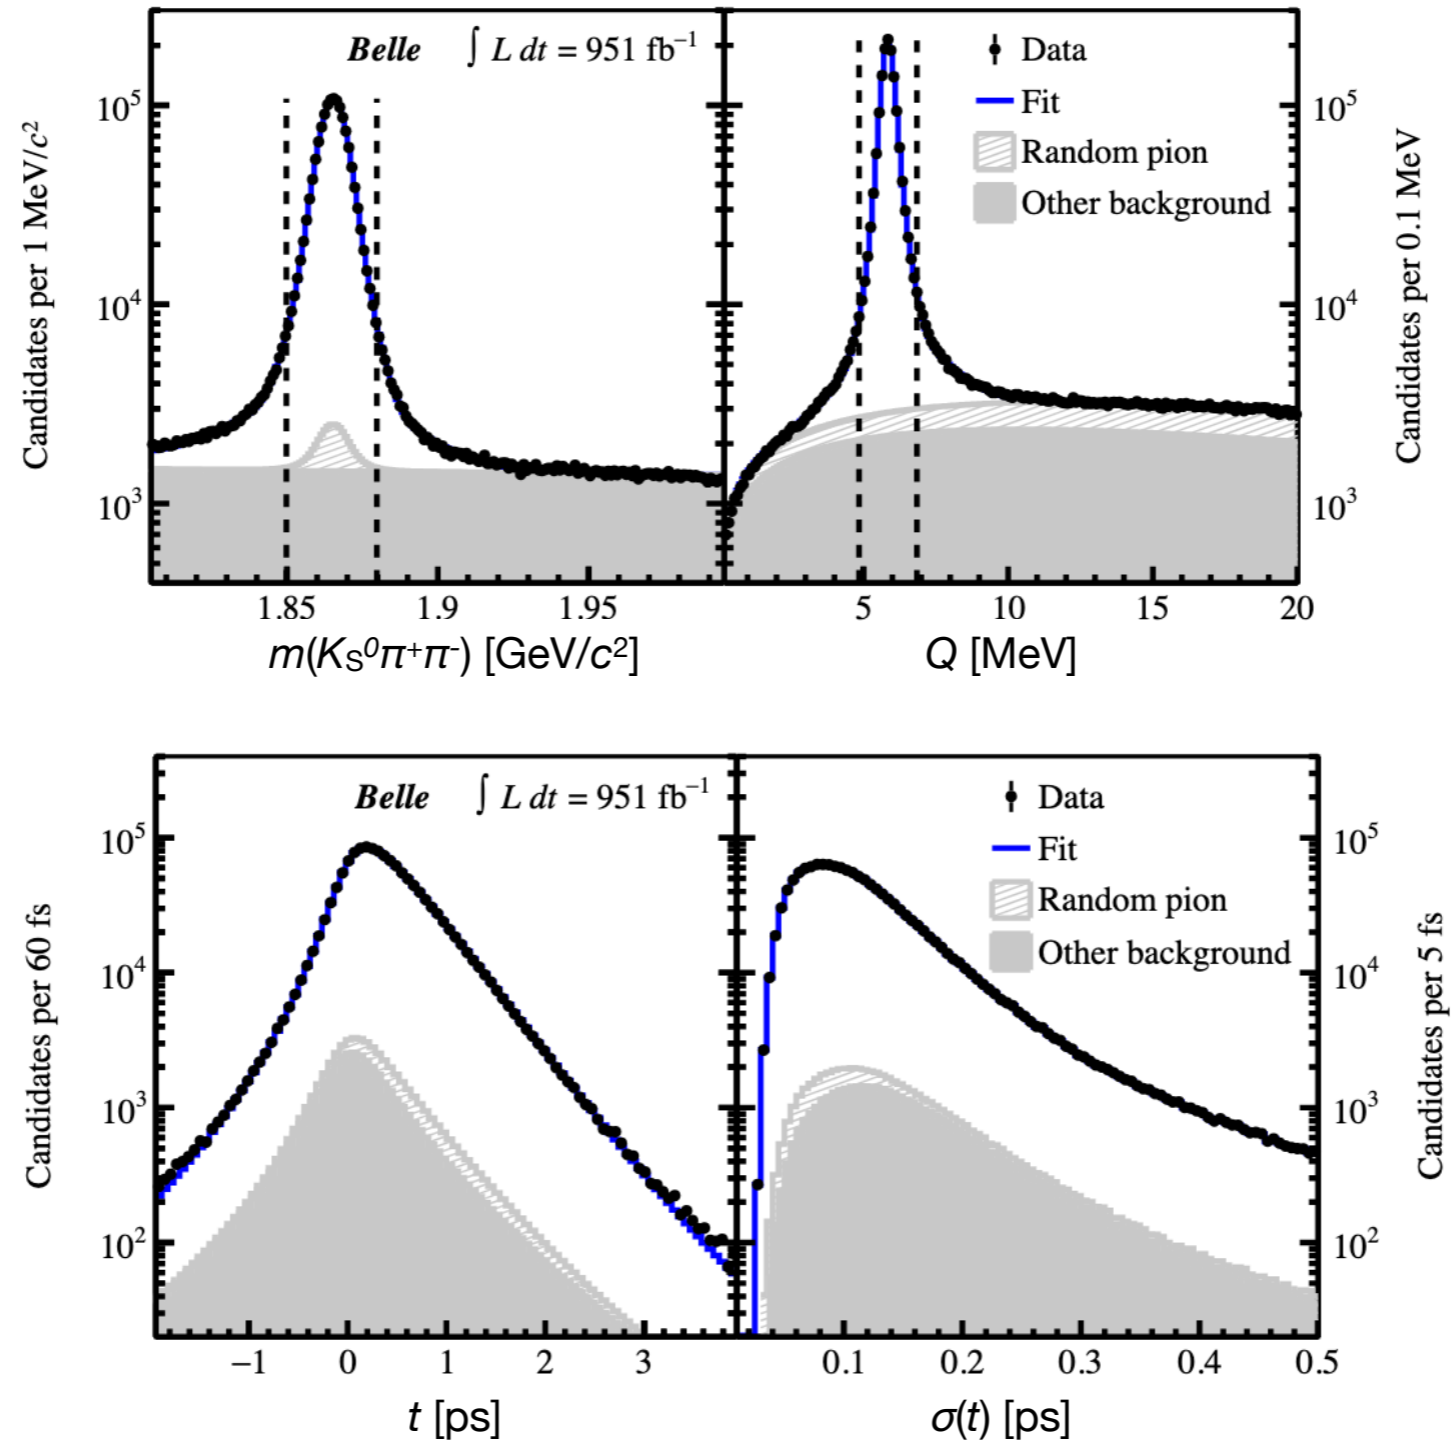 Belle ∫ L dt = 951 fb⁻¹
Data
Fit
Random pion
Other background
Candidates per 1 MeV/c²
10⁵
10⁴
10³
1.85 1.9 1.95
m(K_S⁰π⁺π⁻) [GeV/c²]
5 10 15 20
Q [MeV]
10⁵
10⁴
10³
Candidates per 0.1 MeV
Belle ∫ L dt = 951 fb⁻¹
Data
Fit
Random pion
Other background
Candidates per 60 fs
10⁵
10⁴
10³
10²
−1 0 1 2 3
t [ps]
0.1 0.2 0.3 0.4 0.5
σ(t) [ps]
10⁵
10⁴
10³
10²
Candidates per 5 fs